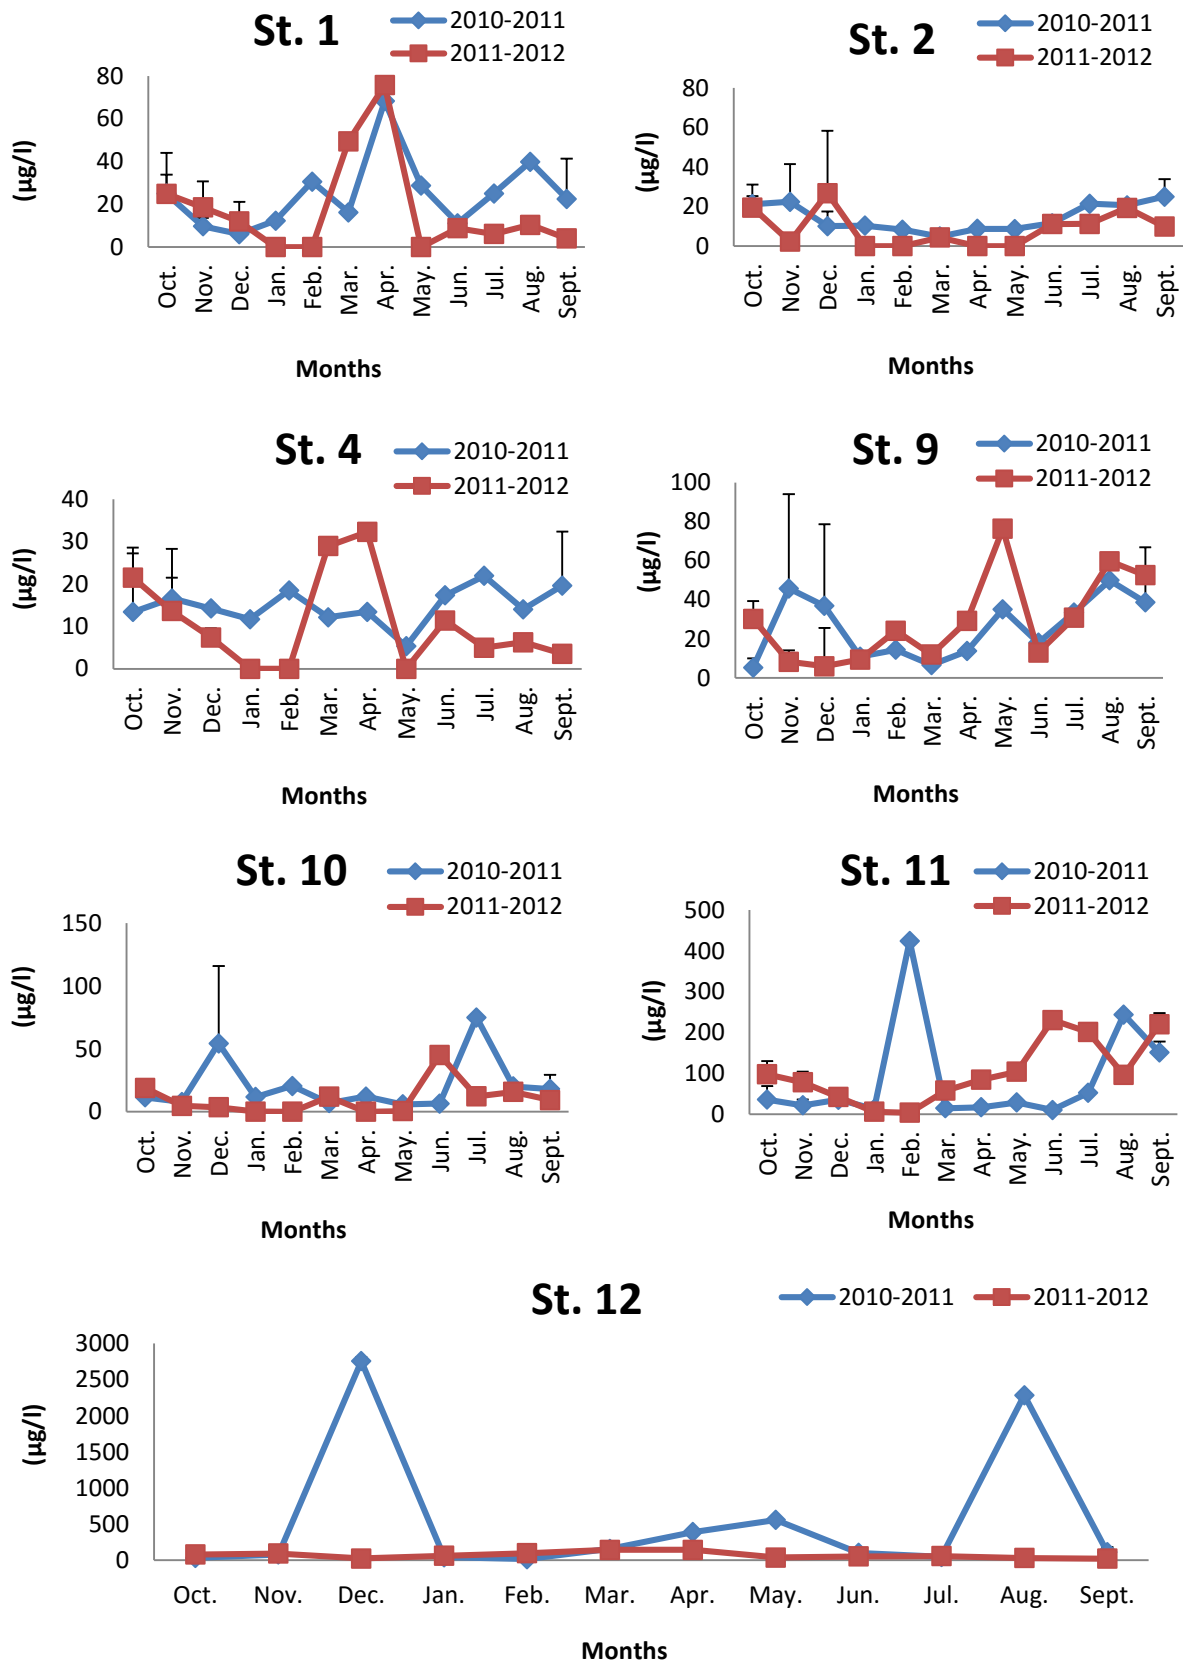 St. 1
2010-2011
2011-2012
(µg/l)
80
60
40
20
0
Oct.
Nov.
Dec.
Jan.
Feb.
Mar.
Apr.
May.
Jun.
Jul.
Aug.
Sept.
Months
St. 2
2010-2011
2011-2012
(µg/l)
80
60
40
20
0
Oct.
Nov.
Dec.
Jan.
Feb.
Mar.
Apr.
May.
Jun.
Jul.
Aug.
Sept.
Months
St. 4
2010-2011
2011-2012
(µg/l)
40
30
20
10
0
Oct.
Nov.
Dec.
Jan.
Feb.
Mar.
Apr.
May.
Jun.
Jul.
Aug.
Sept.
Months
St. 9
2010-2011
2011-2012
(µg/l)
100
80
60
40
20
0
Oct.
Nov.
Dec.
Jan.
Feb.
Mar.
Apr.
May.
Jun.
Jul.
Aug.
Sept.
Months
St. 10
2010-2011
2011-2012
(µg/l)
150
100
50
0
Oct.
Nov.
Dec.
Jan.
Feb.
Mar.
Apr.
May.
Jun.
Jul.
Aug.
Sept.
Months
St. 11
2010-2011
2011-2012
(µg/l)
500
400
300
200
100
0
Oct.
Nov.
Dec.
Jan.
Feb.
Mar.
Apr.
May.
Jun.
Jul.
Aug.
Sept.
Months
St. 12
2010-2011 2011-2012
(µg/l)
3000
2500
2000
1500
1000
500
0
Oct. Nov. Dec. Jan. Feb. Mar. Apr. May. Jun. Jul. Aug. Sept.
Months